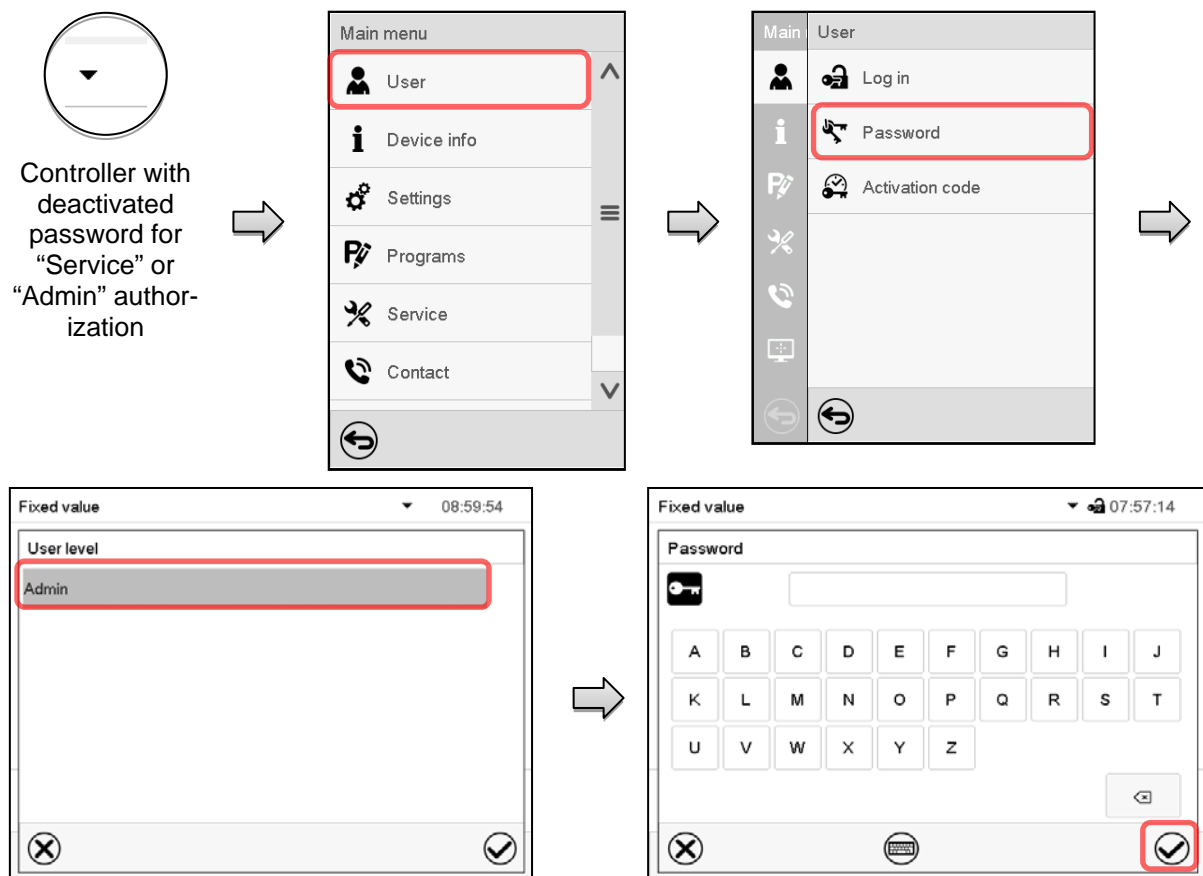 Controller with
deactivated
password for
“Service” or
“Admin” author-
ization
Main menu
User
Device info
Settings
Programs
Service
Contact
Main
User
Log in
Password
Activation code
Fixed value
08:59:54
User level
Admin
Fixed value
07:57:14
Password
A B C D E F G H I J
K L M N O P Q R S T
U V W X Y Z